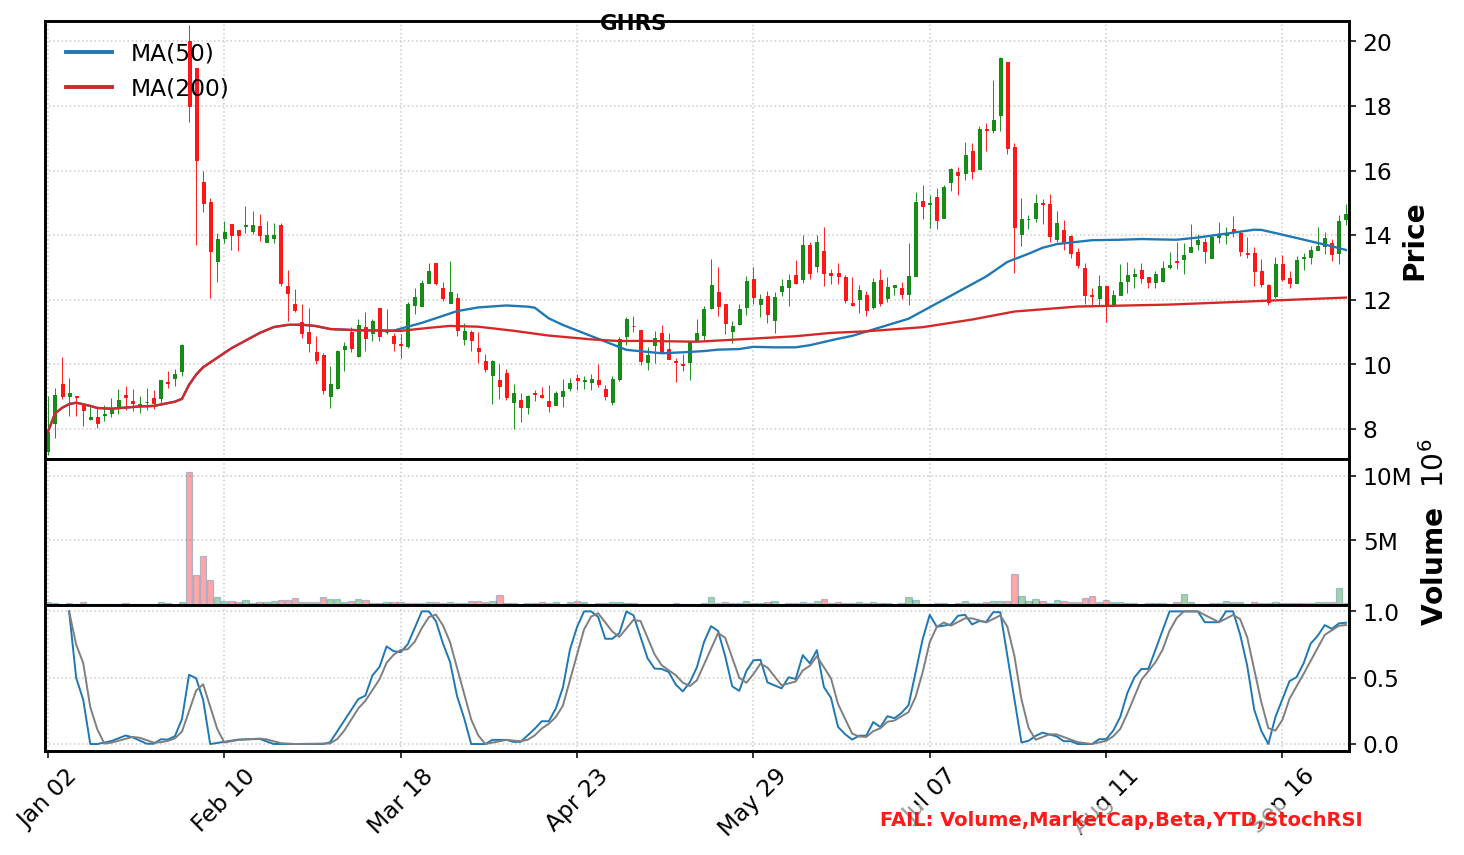 GHRS
MA(50)
MA(200)
20
18
16
14
12
10
8
Price
10M
5M
Volume 10^6
1.0
0.5
0.0
Jan 02
Feb 10
Mar 18
Apr 23
May 29
Jul 07
Aug 11
Sep 16
FAIL: Volume,MarketCap,Beta,YTD,StochRSI